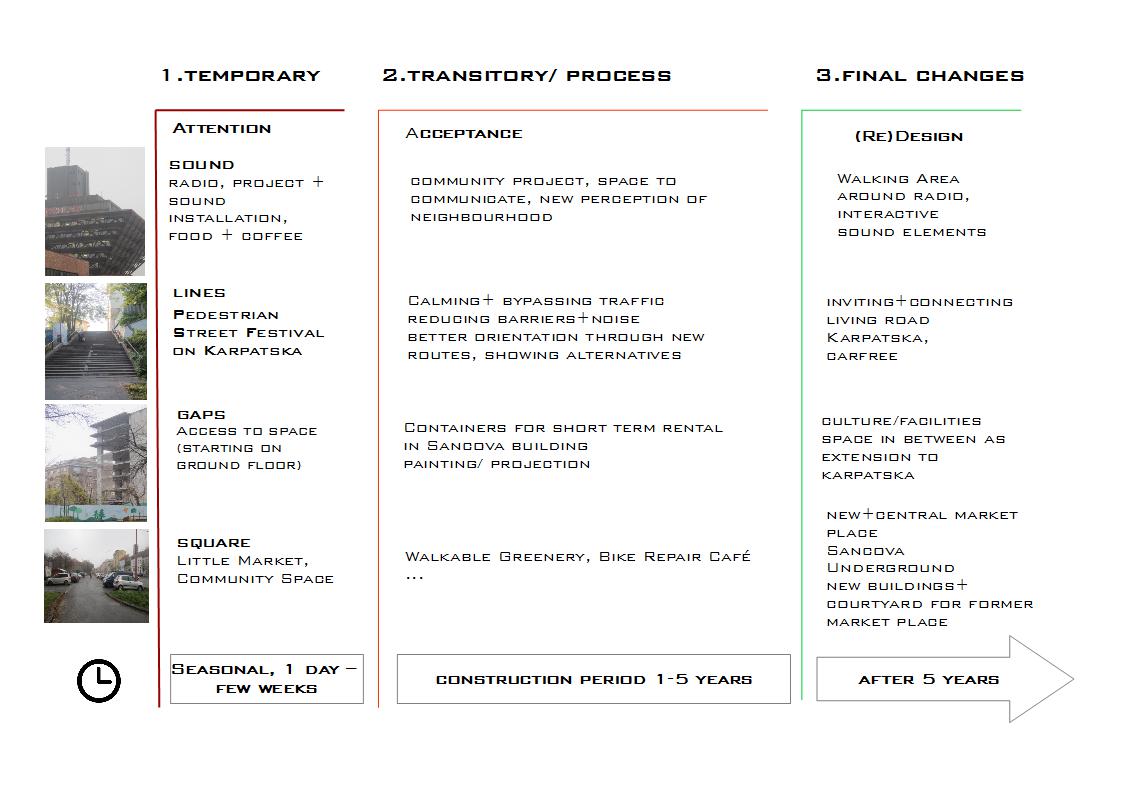 1.TEMPORARY
2.TRANSITORY/ PROCESS
3.FINAL CHANGES
ATTENTION
ACCEPTANCE
(RE)DESIGN
SOUND
RADIO, PROJECT +
SOUND
INSTALLATION,
FOOD + COFFEE
COMMUNITY PROJECT, SPACE TO
COMMUNICATE, NEW PERCEPTION OF
NEIGHBOURHOOD
WALKING AREA
AROUND RADIO,
INTERACTIVE
SOUND ELEMENTS
LINES
PEDESTRIAN
STREET FESTIVAL
ON KARPATSKA
CALMING+ BYPASSING TRAFFIC
REDUCING BARRIERS+NOISE
BETTER ORIENTATION THROUGH NEW
ROUTES, SHOWING ALTERNATIVES
INVITING+CONNECTING
LIVING ROAD
KARPATSKA,
CARFREE
GAPS
ACCESS TO SPACE
(STARTING ON
GROUND FLOOR)
CONTAINERS FOR SHORT TERM RENTAL
IN SANCOVA BUILDING
PAINTING/ PROJECTION
CULTURE/FACILITIES
SPACE IN BETWEEN AS
EXTENSION TO
KARPATSKA
SQUARE
LITTLE MARKET,
COMMUNITY SPACE
WALKABLE GREENERY, BIKE REPAIR CAFÉ
...
NEW+CENTRAL MARKET
PLACE
SANCOVA
UNDERGROUND
NEW BUILDINGS+
COURTYARD FOR FORMER
MARKET PLACE
SEASONAL, 1 DAY –
FEW WEEKS
CONSTRUCTION PERIOD 1-5 YEARS
AFTER 5 YEARS